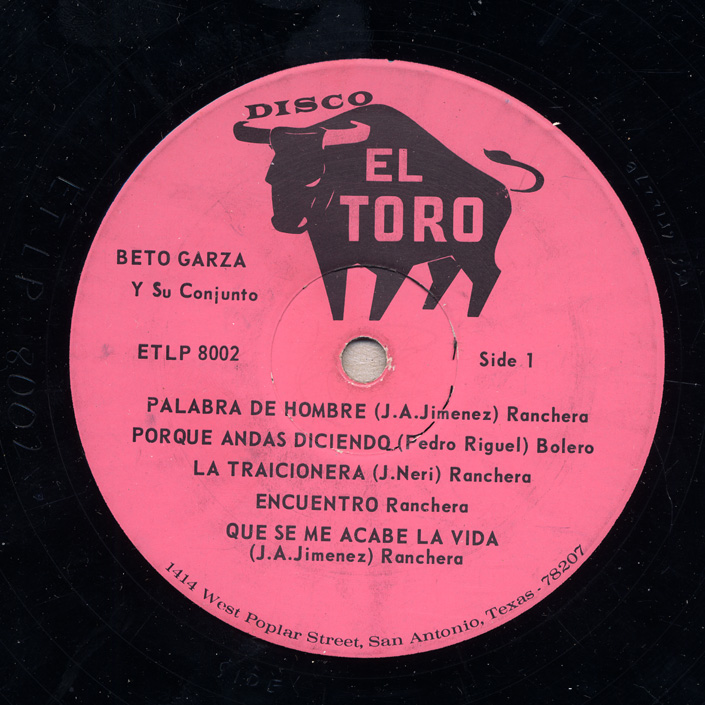 DISCO
EL
TORO
BETO GARZA
Y Su Conjunto
ETLP 8002
Side 1
PALABRA DE HOMBRE (J.A.Jimenez) Ranchera
PORQUE ANDAS DICIENDO (Pedro Riguel) Bolero
LA TRAICIONERA (J.Neri) Ranchera
ENCUENTRO Ranchera
QUE SE ME ACABE LA VIDA
(J.A.Jimenez) Ranchera
1414 West Poplar Street, San Antonio, Texas - 78207